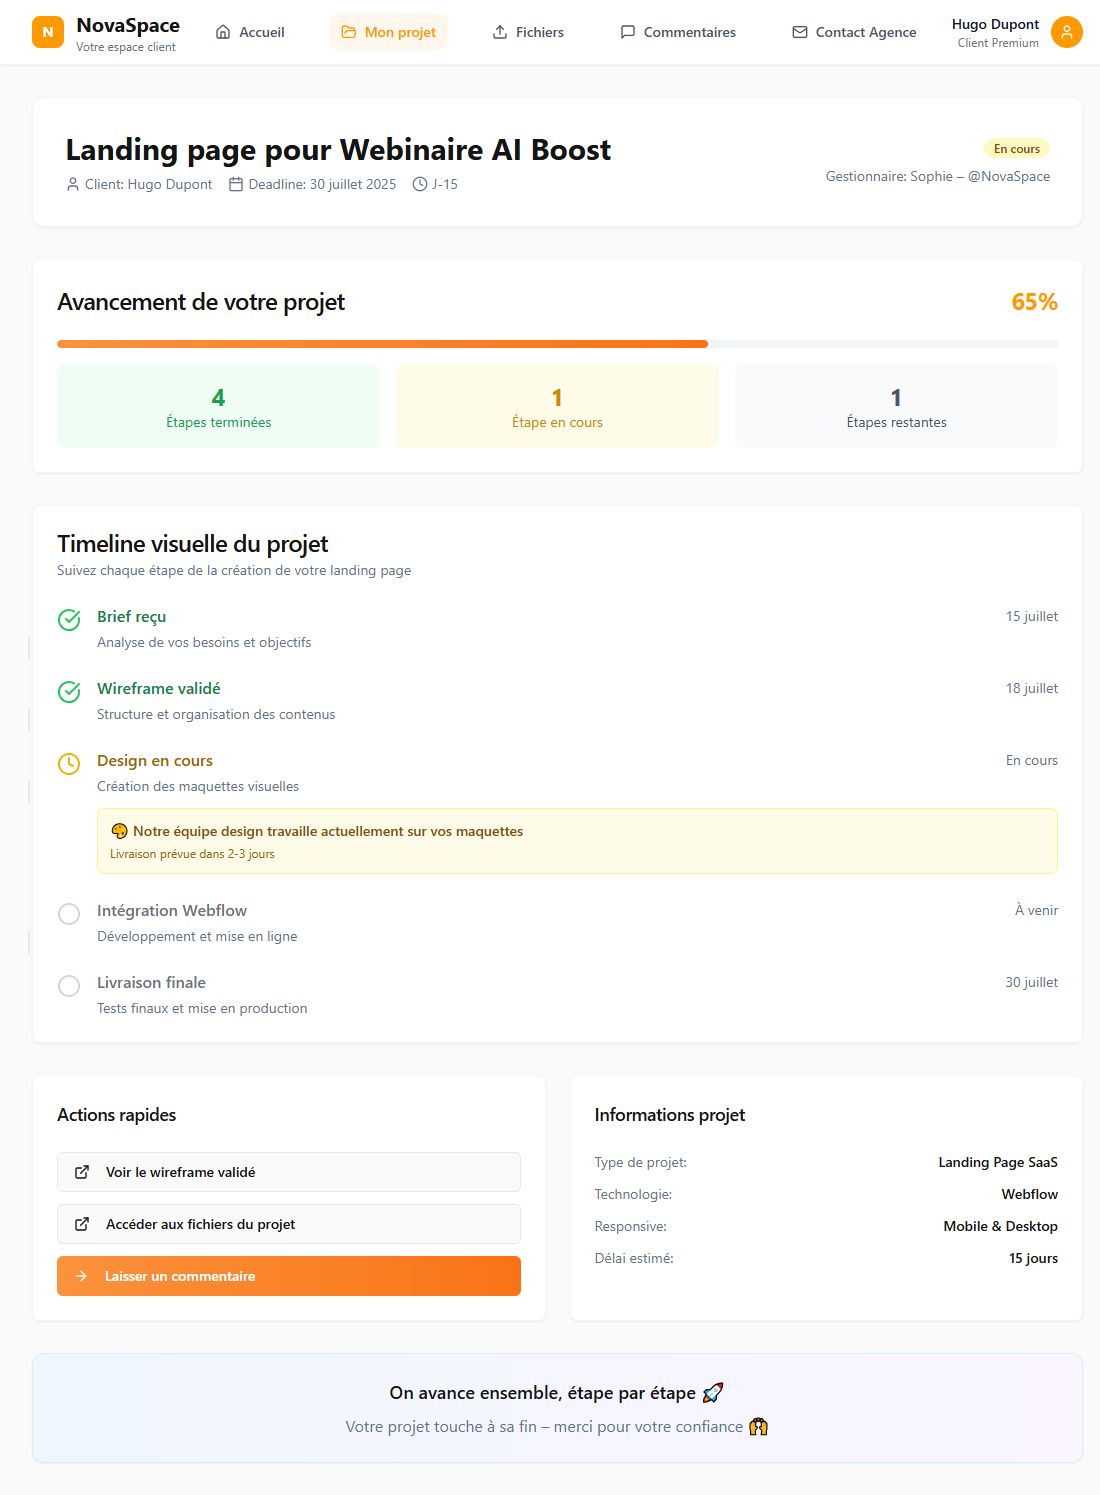 N
NovaSpace
Votre espace client
Accueil
Mon projet
Fichiers
Commentaires
Contact Agence
Hugo Dupont
Client Premium
Landing page pour Webinaire AI Boost
Client: Hugo Dupont
Deadline: 30 juillet 2025
J-15
En cours
Gestionnaire: Sophie – @NovaSpace
Avancement de votre projet
65%
4
Étapes terminées
1
Étape en cours
1
Étapes restantes
Timeline visuelle du projet
Suivez chaque étape de la création de votre landing page
Brief reçu
15 juillet
Analyse de vos besoins et objectifs
Wireframe validé
18 juillet
Structure et organisation des contenus
Design en cours
En cours
Création des maquettes visuelles
🎨 Notre équipe design travaille actuellement sur vos maquettes
Livraison prévue dans 2-3 jours
Intégration Webflow
À venir
Développement et mise en ligne
Livraison finale
30 juillet
Tests finaux et mise en production
Actions rapides
Voir le wireframe validé
Accéder aux fichiers du projet
Laisser un commentaire
Informations projet
Type de projet: Landing Page SaaS
Technologie: Webflow
Responsive: Mobile & Desktop
Délai estimé: 15 jours
On avance ensemble, étape par étape 🚀
Votre projet touche à sa fin – merci pour votre confiance 🙌